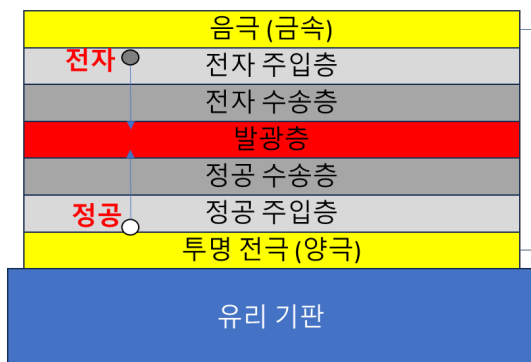 음극 (금속)
전자
전자 주입층
전자 수송층
발광층
정공 수송층
정공
정공 주입층
투명 전극 (양극)
유리 기판